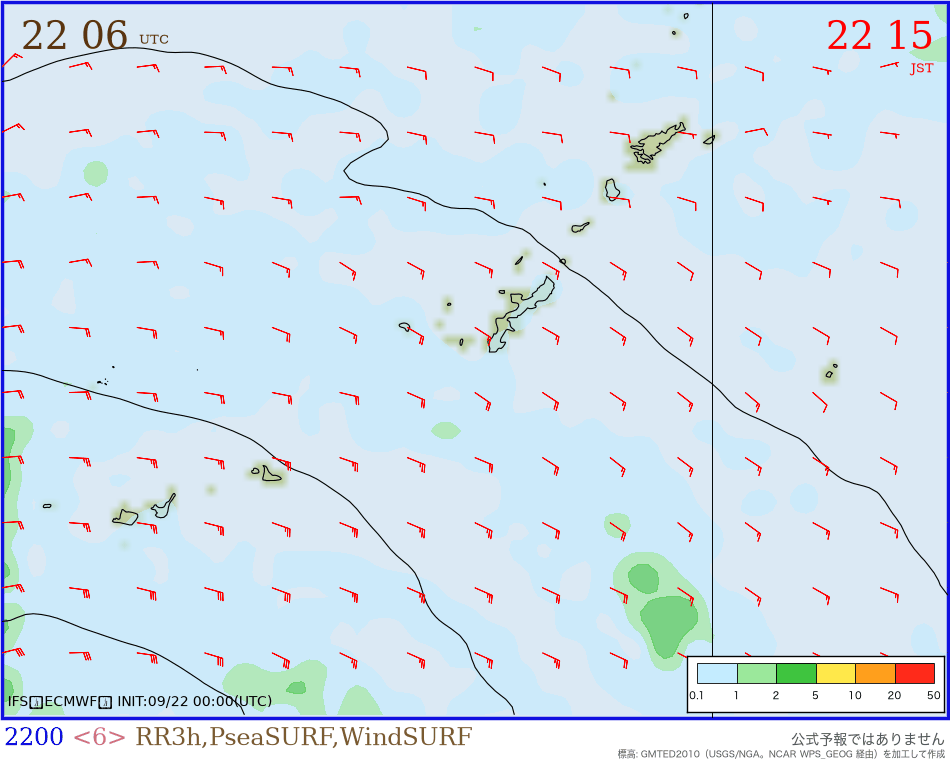 22 06 UTC
22 15
JST
0.1 1 2 5 10 20 50
IFS ECMWF INIT:09/22 00:00(UTC)
2200 <6> RR3h,PseaSURF,WindSURF
公式予報ではありません
標高: GMTED2010（USGS/NGA。NCAR WPS_GEOG 経由）を加工して作成